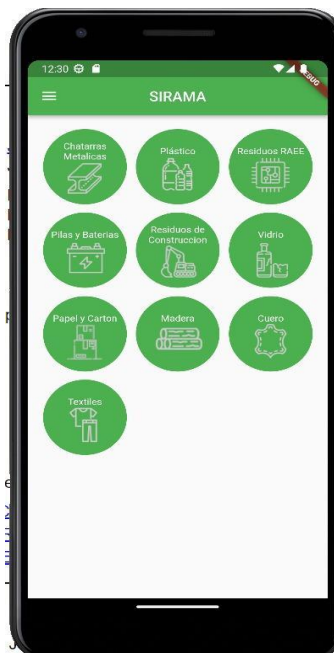 12:30
DEBUG
SIRAMA
Chatarras
Metalicas
Plástico
Residuos RAEE
Pilas y Baterias
Residuos de
Construccion
Vidrio
Papel y Carton
Madera
Cuero
Textiles